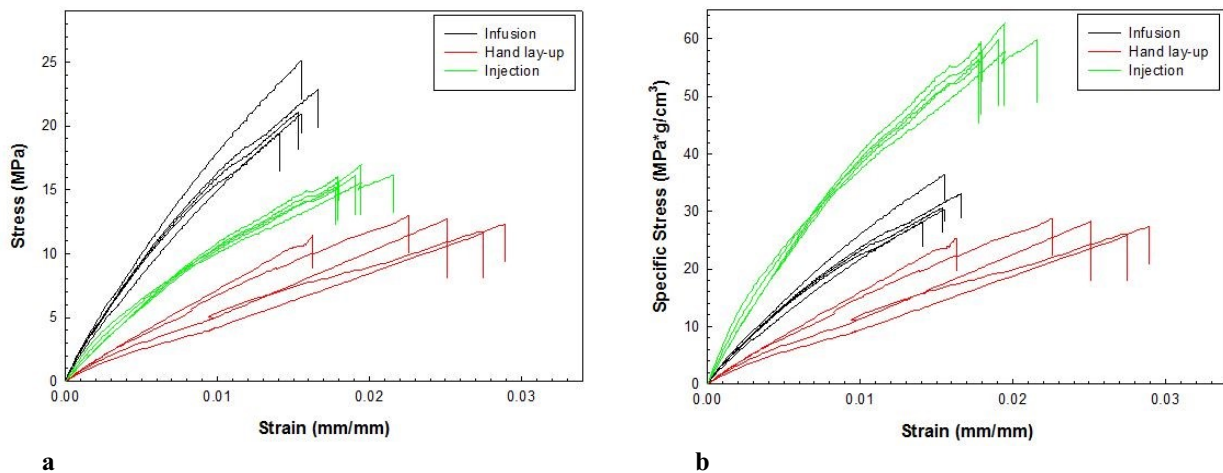 Stress (MPa)
25
20
15
10
5
0
0.00 0.01 0.02 0.03
Strain (mm/mm)
Infusion
Hand lay-up
Injection
a
Specific Stress (MPa*g/cm³)
60
50
40
30
20
10
0
0.00 0.01 0.02 0.03
Strain (mm/mm)
Infusion
Hand lay-up
Injection
b